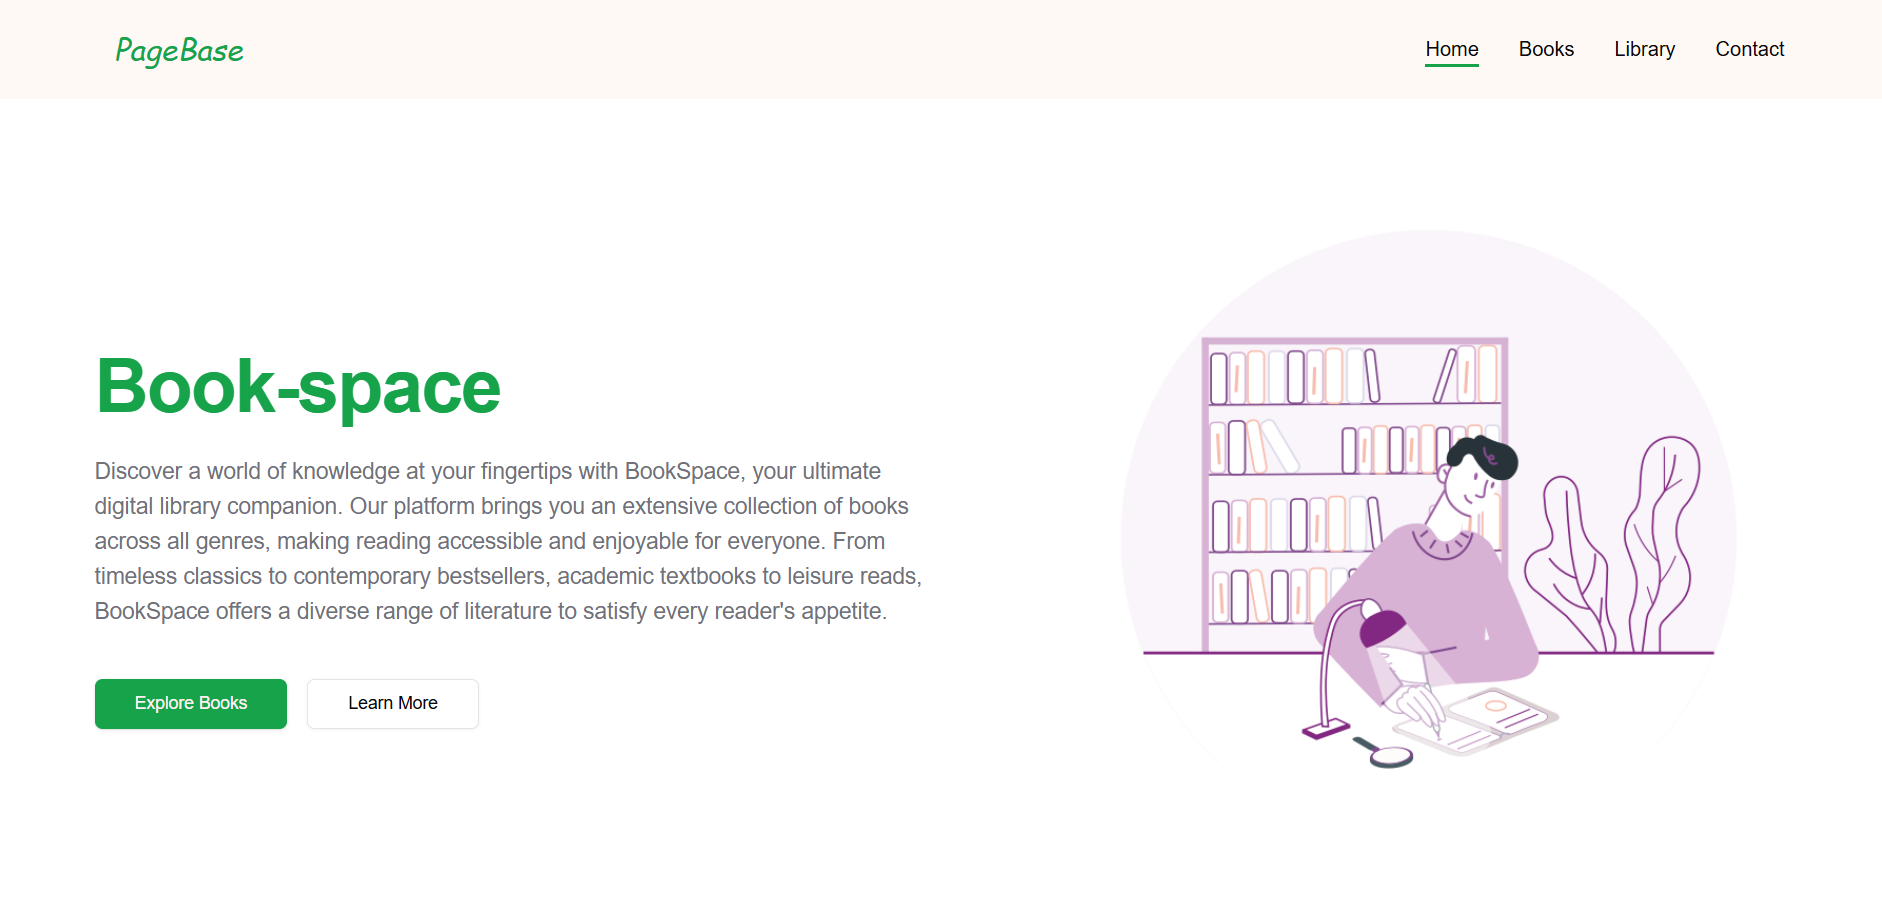 PageBase
Home Books Library Contact
Book-space
Discover a world of knowledge at your fingertips with BookSpace, your ultimate
digital library companion. Our platform brings you an extensive collection of books
across all genres, making reading accessible and enjoyable for everyone. From
timeless classics to contemporary bestsellers, academic textbooks to leisure reads,
BookSpace offers a diverse range of literature to satisfy every reader's appetite.
Explore Books Learn More